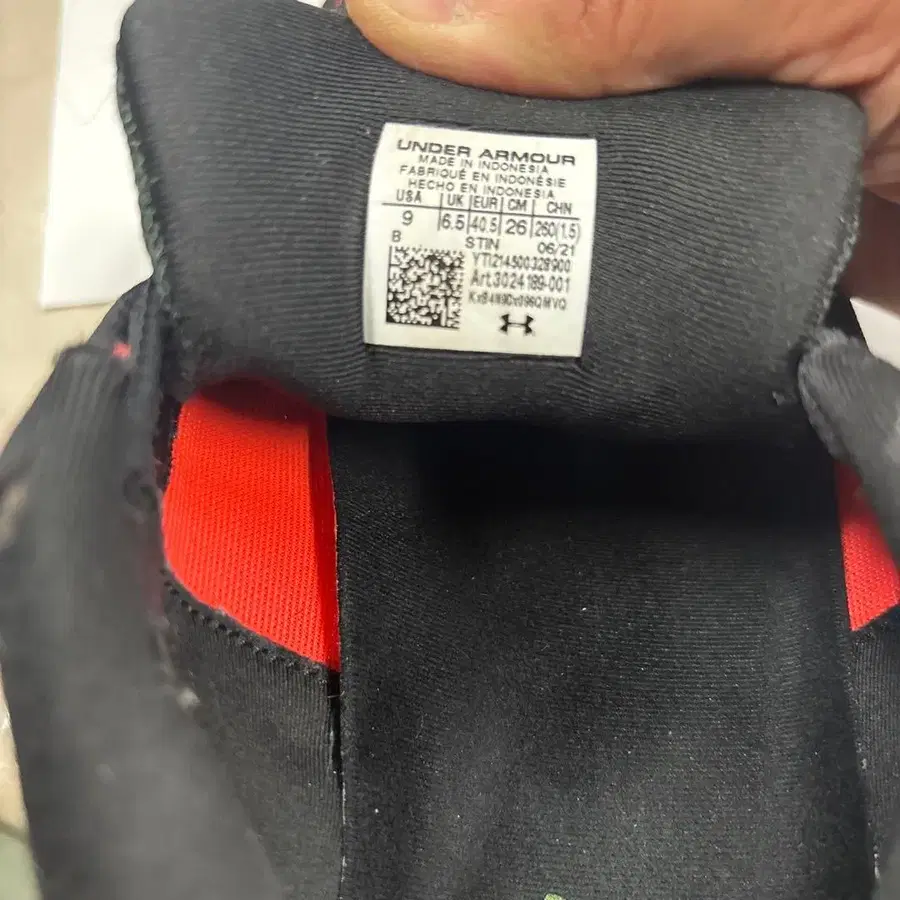 UNDER ARMOUR
MADE IN INDONESIA
FABRIQUÉ EN INDONÉSIE
HECHO EN INDONESIA
USA UK EUR CM CHN
9 6.5 40.5 26 260(1.5)
B STIN 06/21
YTI214500328900
Art.3024189-001